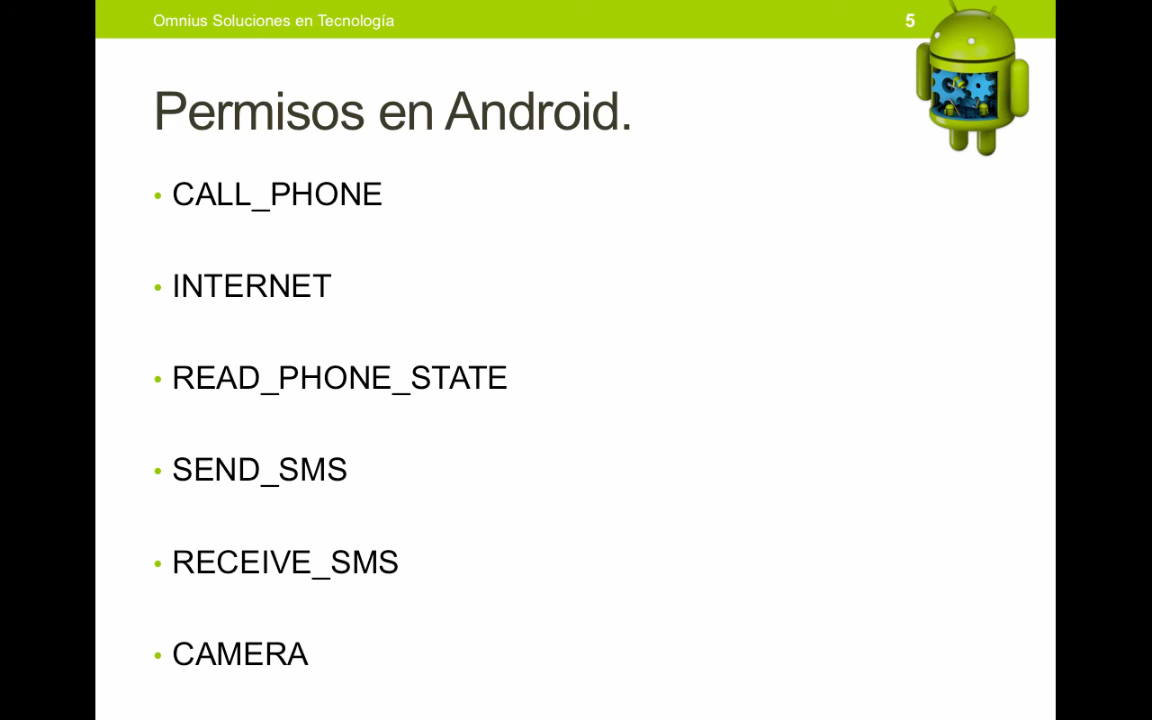 Omnius Soluciones en Tecnología
5
Permisos en Android.
• CALL_PHONE
• INTERNET
• READ_PHONE_STATE
• SEND_SMS
• RECEIVE_SMS
• CAMERA